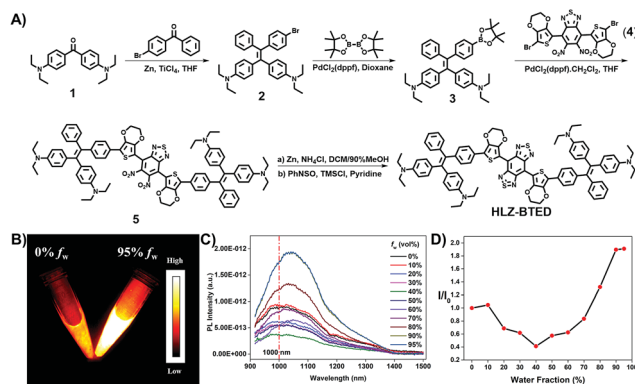 A)
Br
O
Br
O
O
B-B
O
O
O
B
O
Br
S
O
O
N
S
N
O₂N
NO₂
S
Br
O
O
(4)
N
N
Zn, TiCl₄, THF
PdCl₂(dppf), Dioxane
PdCl₂(dppf).CH₂Cl₂, THF
1
2
3
N
N
O
O
S
N
S
N
O₂N
NO₂
S
O
O
N
N
5
a) Zn, NH₄Cl, DCM/90%MeOH
b) PhNSO, TMSCl, Pyridine
N
N
O
O
S
N
S
N
N
S
N
S
O
O
N
N
HLZ-BTED
B)
0% fw
95% fw
High
Low
C)
PL Intensity (a.u.)
2.00E-012
1.50E-012
1.00E-012
5.00E-013
0.00E+000
1000 nm
900 1000 1100 1200 1300 1400 1500
Wavelength (nm)
fw (vol%)
0%
10%
20%
30%
40%
50%
60%
70%
80%
90%
95%
D)
I/I₀
2.0
1.8
1.6
1.4
1.2
1.0
0.8
0.6
0.4
0.2
0 10 20 30 40 50 60 70 80 90
Water Fraction (%)